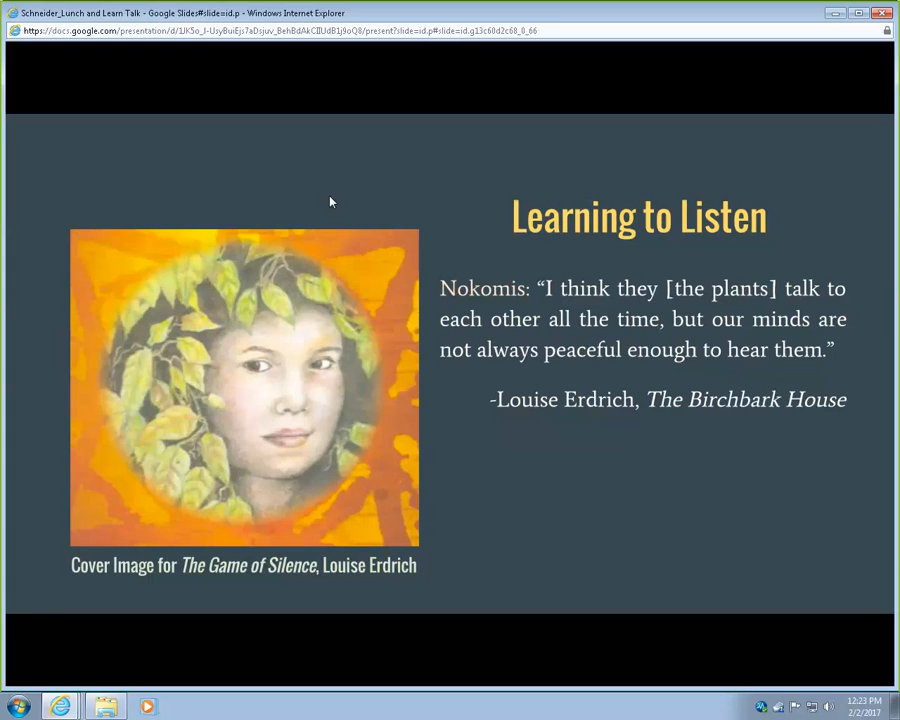 Schneider_Lunch and Learn Talk - Google Slides#slide=id.p - Windows Internet Explorer
Learning to Listen
Nokomis: “I think they [the plants] talk to
each other all the time, but our minds are
not always peaceful enough to hear them.”
-Louise Erdrich, The Birchbark House
Cover Image for The Game of Silence, Louise Erdrich
12:23 PM
2/2/2017